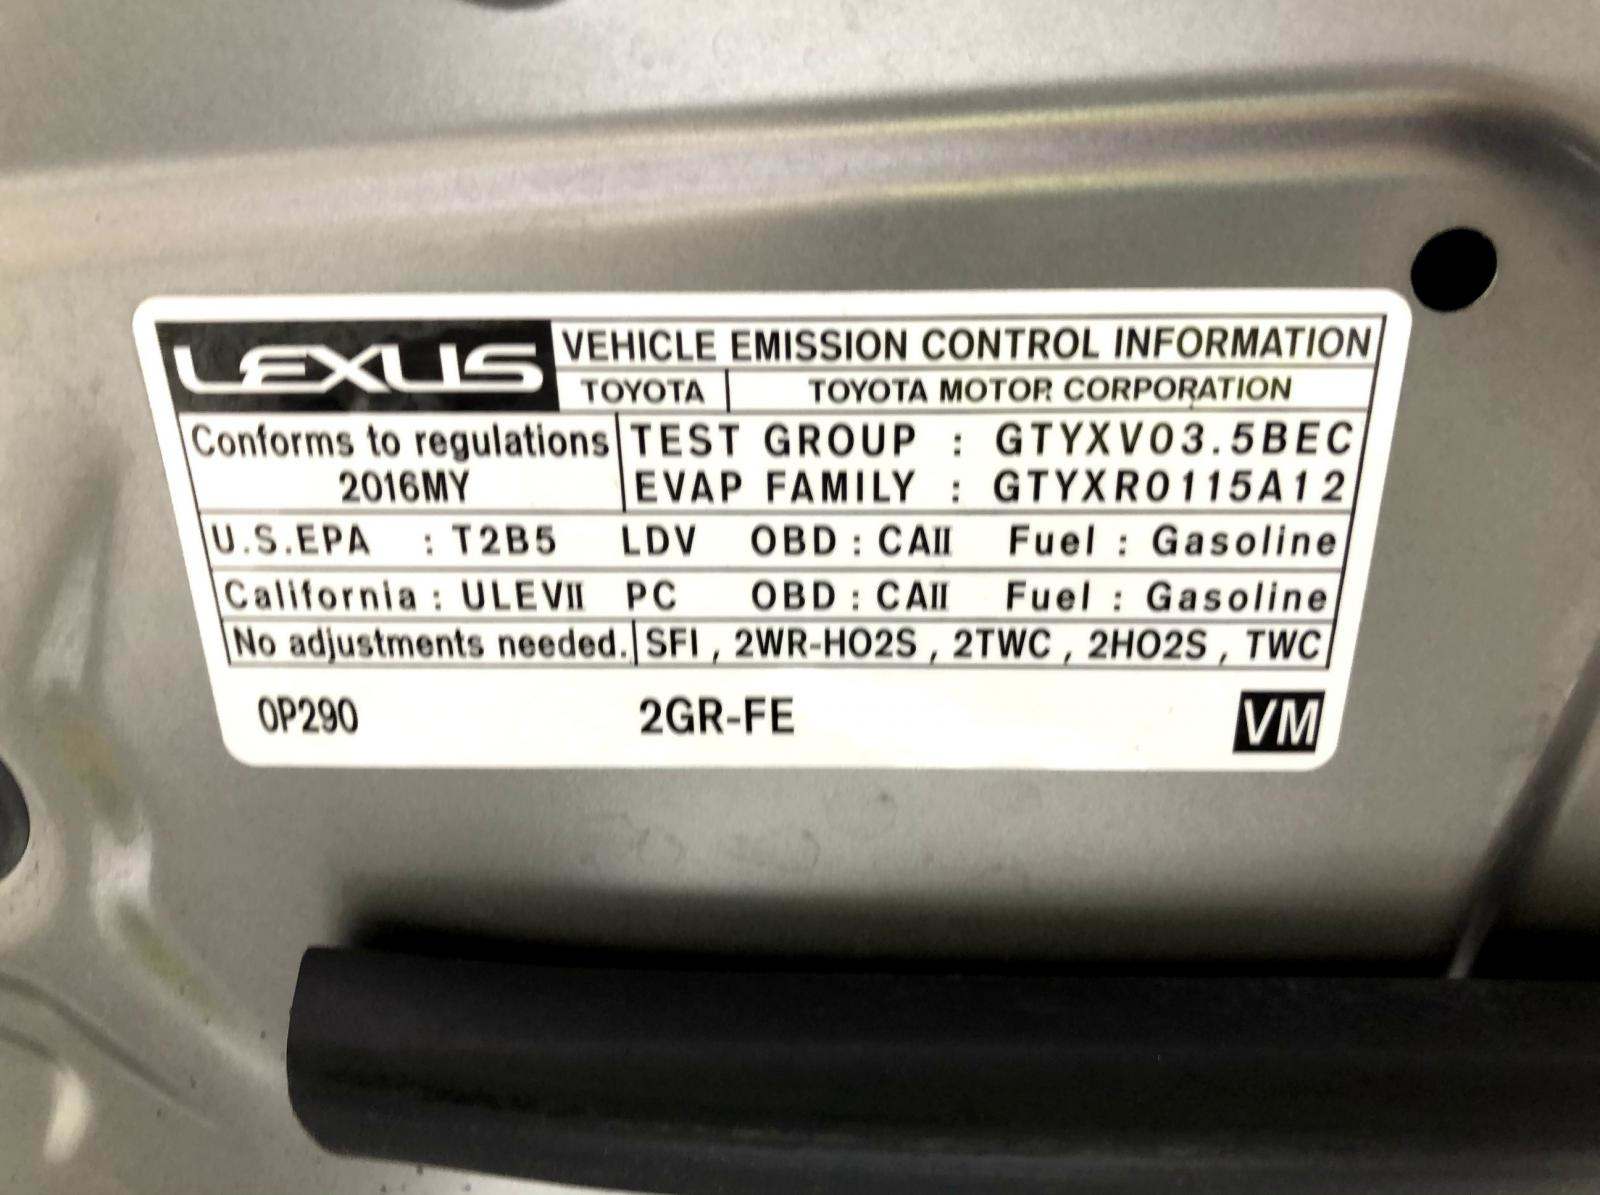 LEXUS VEHICLE EMISSION CONTROL INFORMATION
TOYOTA TOYOTA MOTOR CORPORATION
Conforms to regulations TEST GROUP : GTYXV03.5BEC
2016MY EVAP FAMILY : GTYXR0115A12
U.S.EPA : T2B5 LDV OBD : CAII Fuel : Gasoline
California : ULEVII PC OBD : CAII Fuel : Gasoline
No adjustments needed. SFI , 2WR-HO2S , 2TWC , 2HO2S , TWC
0P290 2GR-FE VM